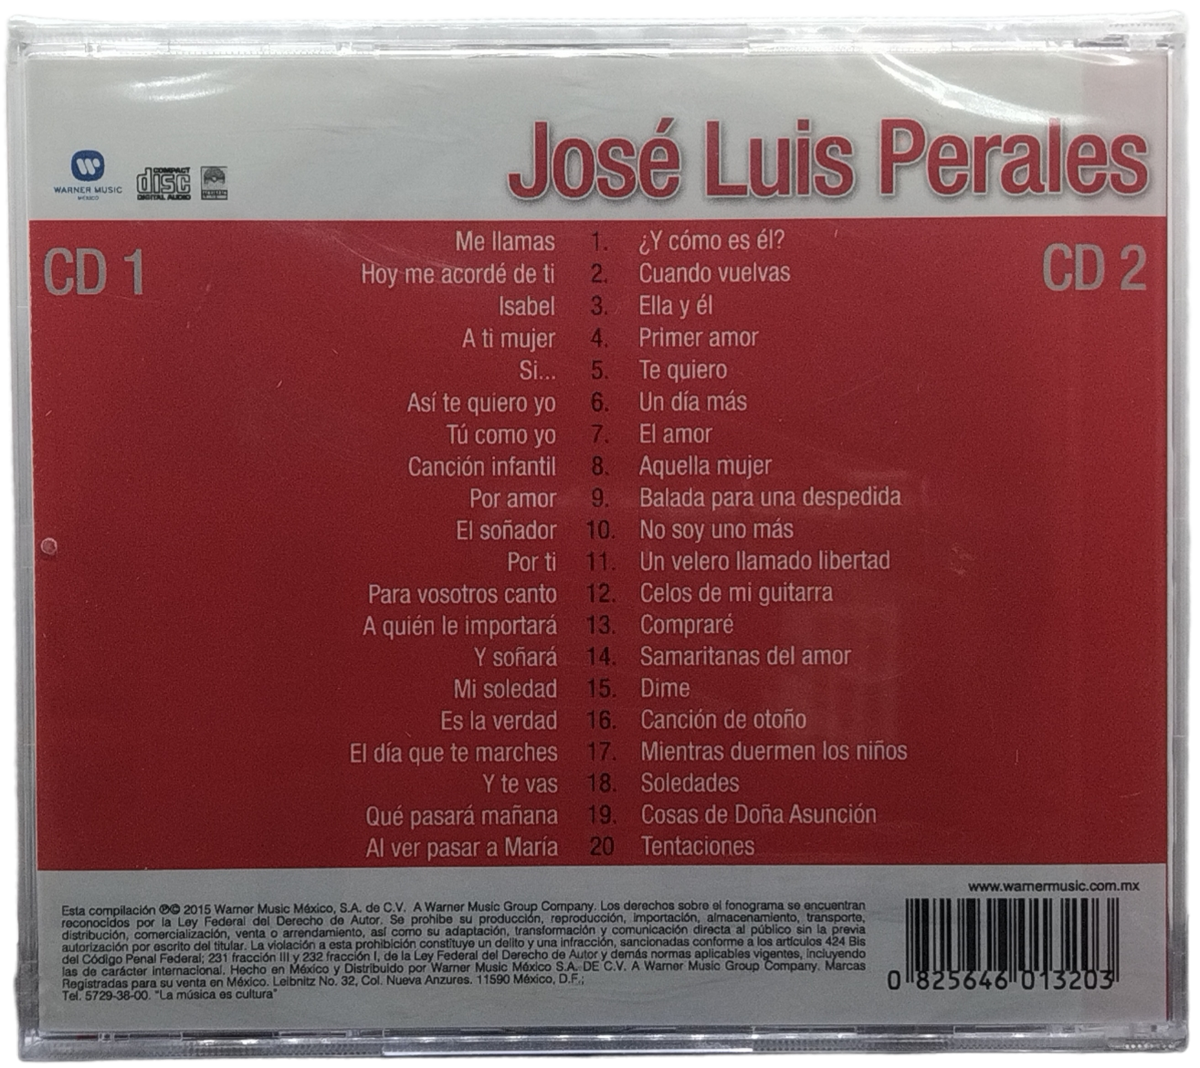 José Luis Perales
WARNER MUSIC
MÉXICO
COMPACT
disc
DIGITAL AUDIO
CD 1
CD 2
Me llamas 1. ¿Y cómo es él?
Hoy me acordé de ti 2. Cuando vuelvas
Isabel 3. Ella y él
A ti mujer 4. Primer amor
Si... 5. Te quiero
Así te quiero yo 6. Un día más
Tú como yo 7. El amor
Canción infantil 8. Aquella mujer
Por amor 9. Balada para una despedida
El soñador 10. No soy uno más
Por ti 11. Un velero llamado libertad
Para vosotros canto 12. Celos de mi guitarra
A quién le importará 13. Compraré
Y soñará 14. Samaritanas del amor
Mi soledad 15. Dime
Es la verdad 16. Canción de otoño
El día que te marches 17. Mientras duermen los niños
Y te vas 18. Soledades
Qué pasará mañana 19. Cosas de Doña Asunción
Al ver pasar a María 20 Tentaciones
www.warnermusic.com.mx
Esta compilación ℗© 2015 Warner Music México, S.A. de C.V. A Warner Music Group Company. Los derechos sobre el fonograma se encuentran
reconocidos por la Ley Federal del Derecho de Autor. Se prohibe su producción, reproducción, importación, almacenamiento, transporte,
distribución, comercialización, venta o arrendamiento, así como su adaptación, transformación y comunicación directa al público sin la previa
autorización por escrito del titular. La violación a esta prohibición constituye un delito y una infracción, sancionadas conforme a los artículos 424 Bis
del Código Penal Federal; 231 fracción III y 232 fracción I, de la Ley Federal del Derecho de Autor y demás normas aplicables vigentes, incluyendo
las de carácter internacional. Hecho en México y Distribuido por Warner Music México S.A. DE C.V. A Warner Music Group Company. Marcas
Registradas para su venta en México. Leibnitz No. 32, Col. Nueva Anzures. 11590 México, D.F.;
Tel. 5729-38-00. "La música es cultura"
0 825646 013203